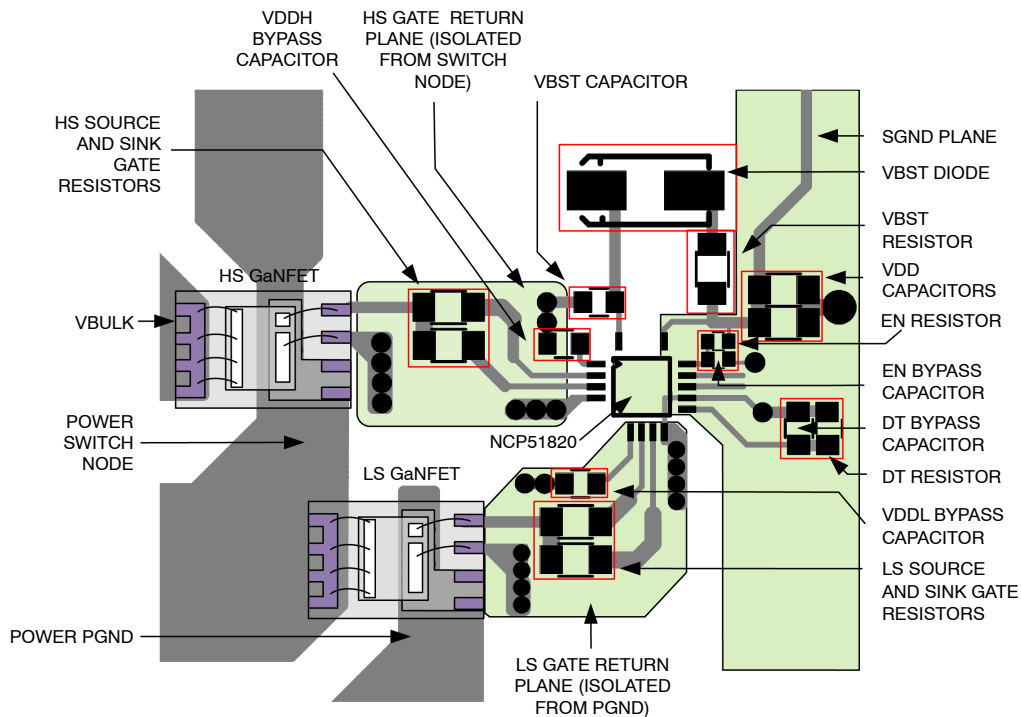 VDDH
BYPASS
CAPACITOR
HS GATE RETURN
PLANE (ISOLATED
FROM SWITCH
NODE)
VBST CAPACITOR
HS SOURCE
AND SINK
GATE
RESISTORS
SGND PLANE
VBST DIODE
VBST
RESISTOR
VDD
CAPACITORS
HS GaNFET
VBULK
EN RESISTOR
EN BYPASS
CAPACITOR
POWER
SWITCH
NODE
NCP51820
DT BYPASS
CAPACITOR
LS GaNFET
DT RESISTOR
VDDL BYPASS
CAPACITOR
LS SOURCE
AND SINK GATE
RESISTORS
POWER PGND
LS GATE RETURN
PLANE (ISOLATED
FROM PGND)